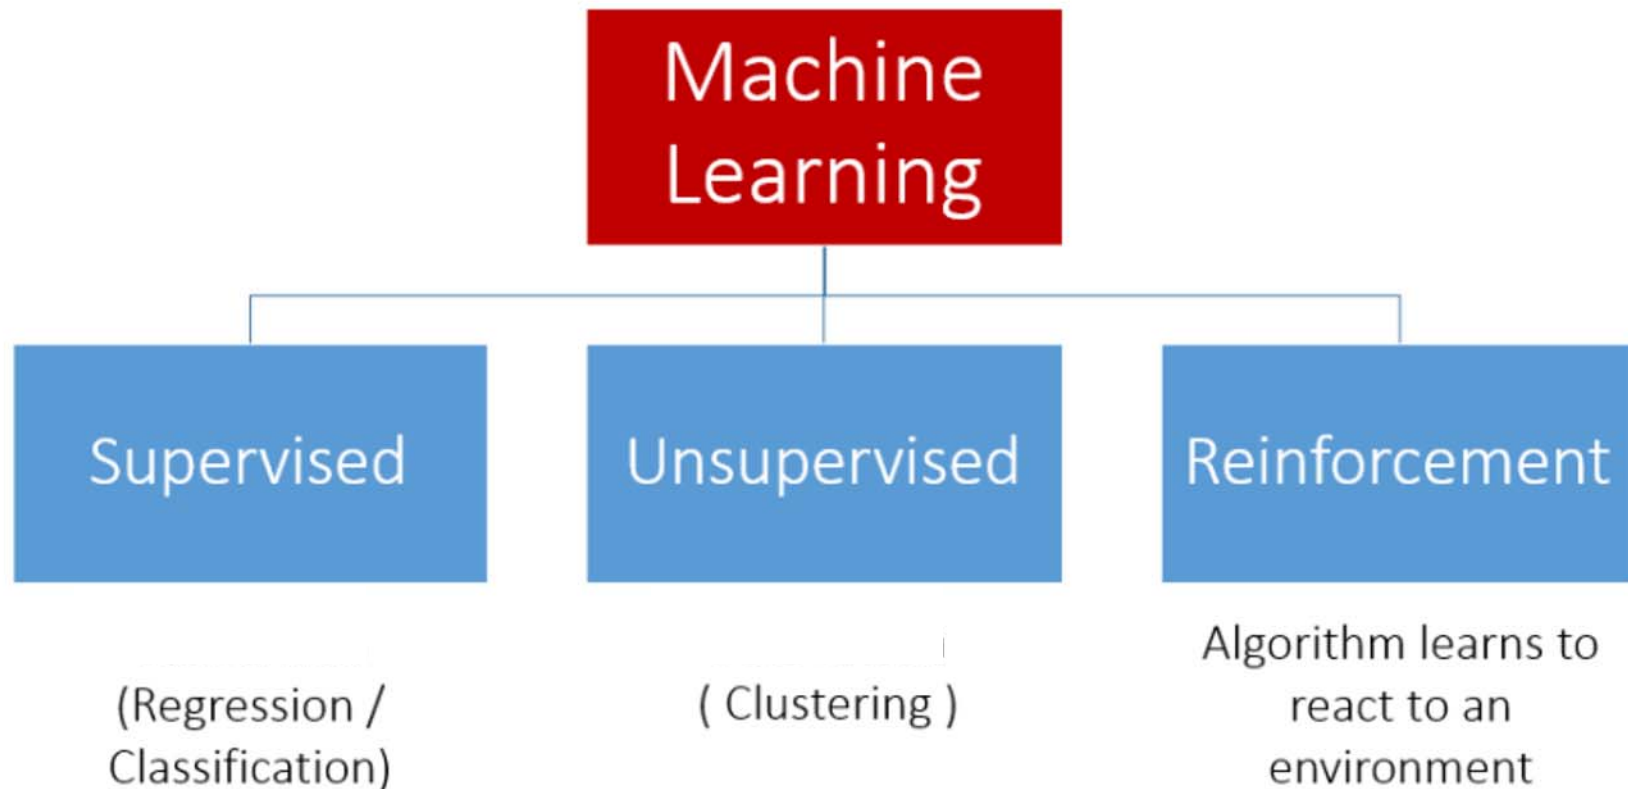 Machine
Learning
Supervised
Unsupervised
Reinforcement
(Regression /
Classification)
( Clustering )
Algorithm learns to
react to an
environment